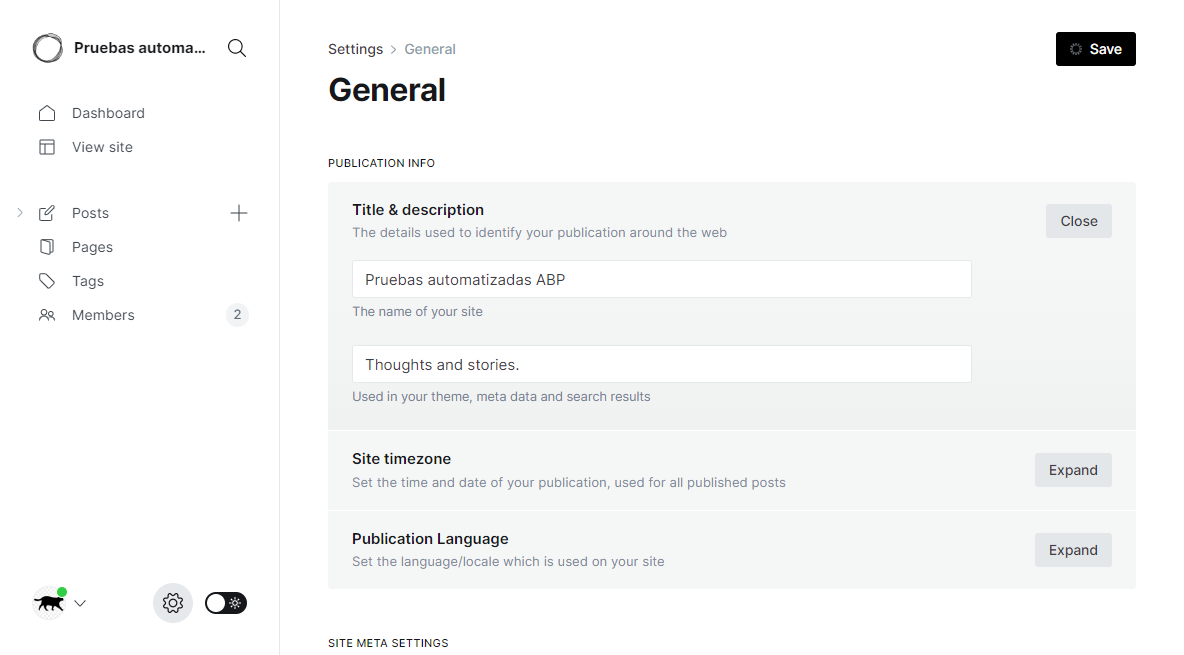 Pruebas automa...
Dashboard
View site
Posts
Pages
Tags
Members
2
Settings
General
Save
General
PUBLICATION INFO
Title & description
The details used to identify your publication around the web
Close
Pruebas automatizadas ABP
The name of your site
Thoughts and stories.
Used in your theme, meta data and search results
Site timezone
Set the time and date of your publication, used for all published posts
Expand
Publication Language
Set the language/locale which is used on your site
Expand
SITE META SETTINGS